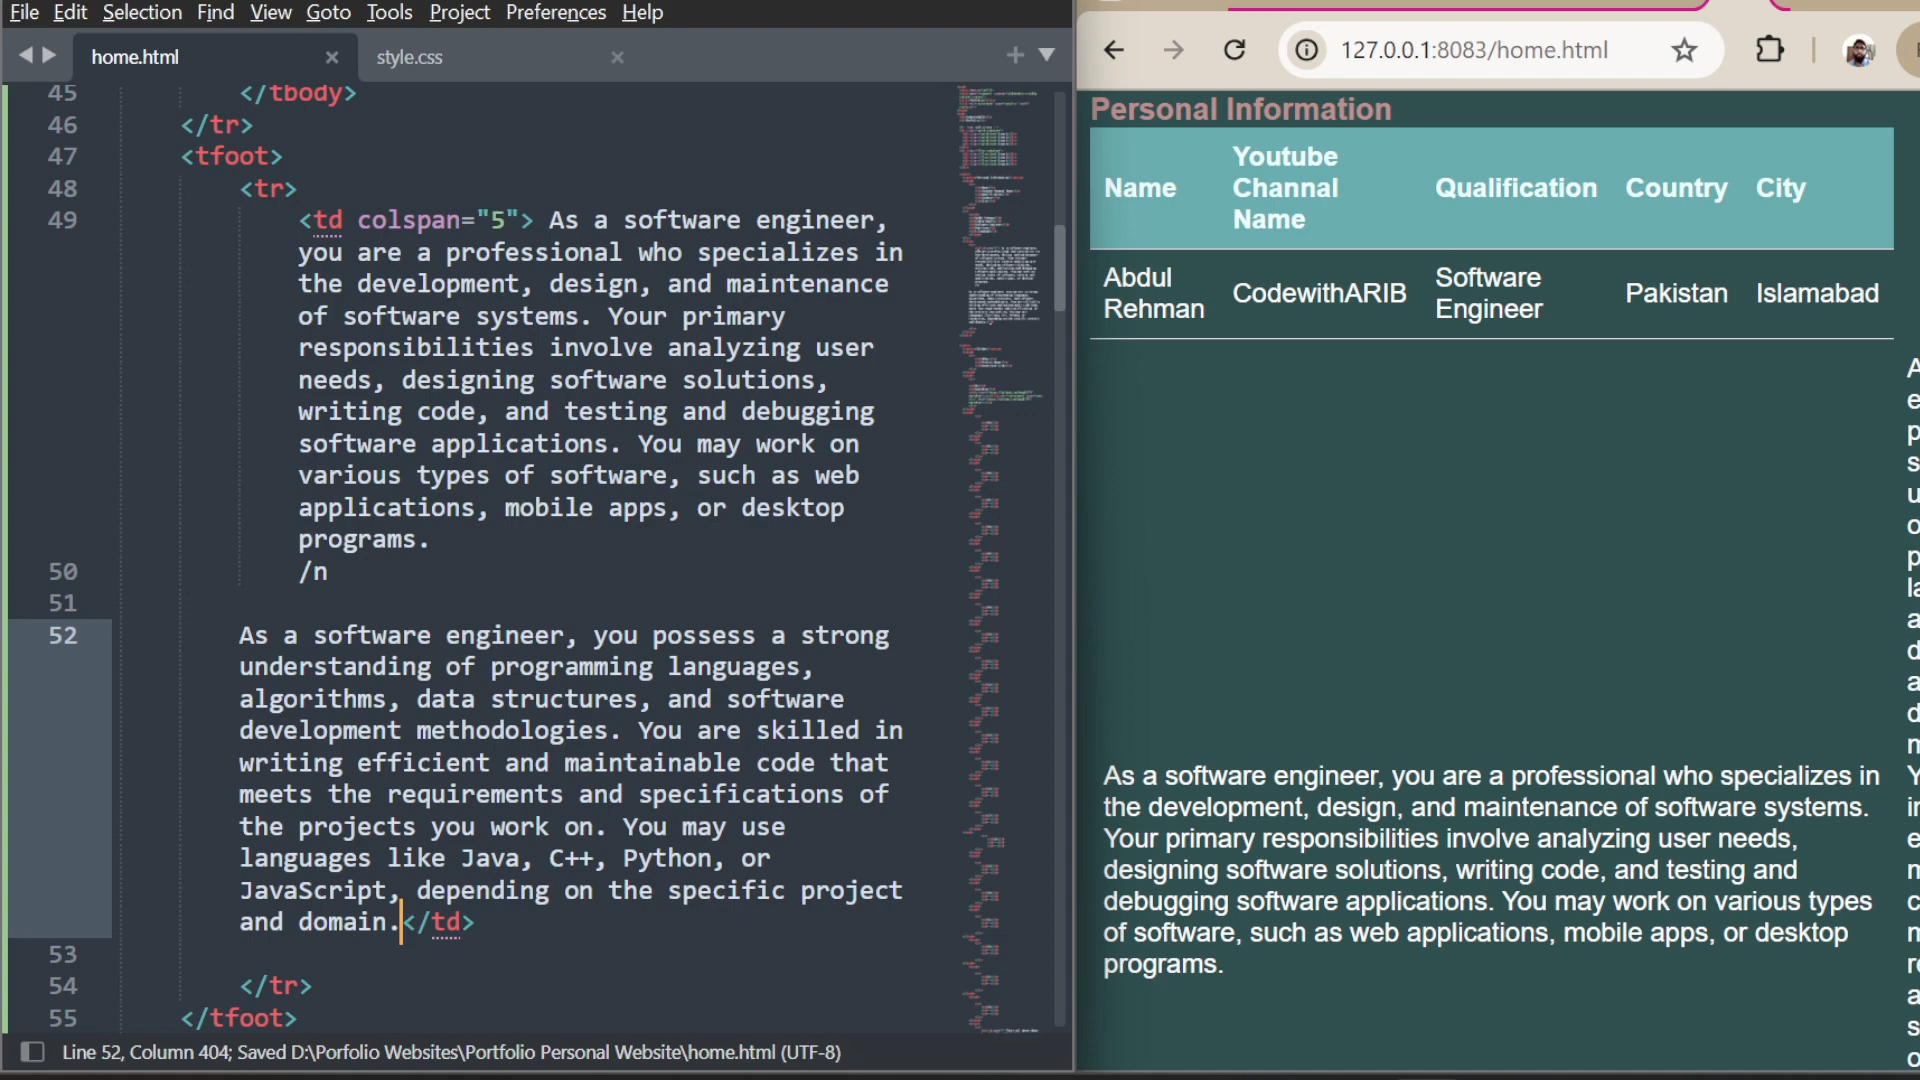 File Edit Selection Find View Goto Tools Project Preferences Help
home.html × style.css ×
45 </tbody>
46 </tr>
47 <tfoot>
48 <tr>
49 <td colspan="5"> As a software engineer,
you are a professional who specializes in
the development, design, and maintenance
of software systems. Your primary
responsibilities involve analyzing user
needs, designing software solutions,
writing code, and testing and debugging
software applications. You may work on
various types of software, such as web
applications, mobile apps, or desktop
programs.
50 /n
51
52 As a software engineer, you possess a strong
understanding of programming languages,
algorithms, data structures, and software
development methodologies. You are skilled in
writing efficient and maintainable code that
meets the requirements and specifications of
the projects you work on. You may use
languages like Java, C++, Python, or
JavaScript, depending on the specific project
and domain.</td>
53
54 </tr>
55 </tfoot>
Line 52, Column 404; Saved D:\Porfolio Websites\Portfolio Personal Website\home.html (UTF-8)
127.0.0.1:8083/home.html
Personal Information
Name Youtube Channal Name Qualification Country City
Abdul Rehman CodewithARIB Software Engineer Pakistan Islamabad
As a software engineer, you are a professional who specializes in
the development, design, and maintenance of software systems.
Your primary responsibilities involve analyzing user needs,
designing software solutions, writing code, and testing and
debugging software applications. You may work on various types
of software, such as web applications, mobile apps, or desktop
programs.